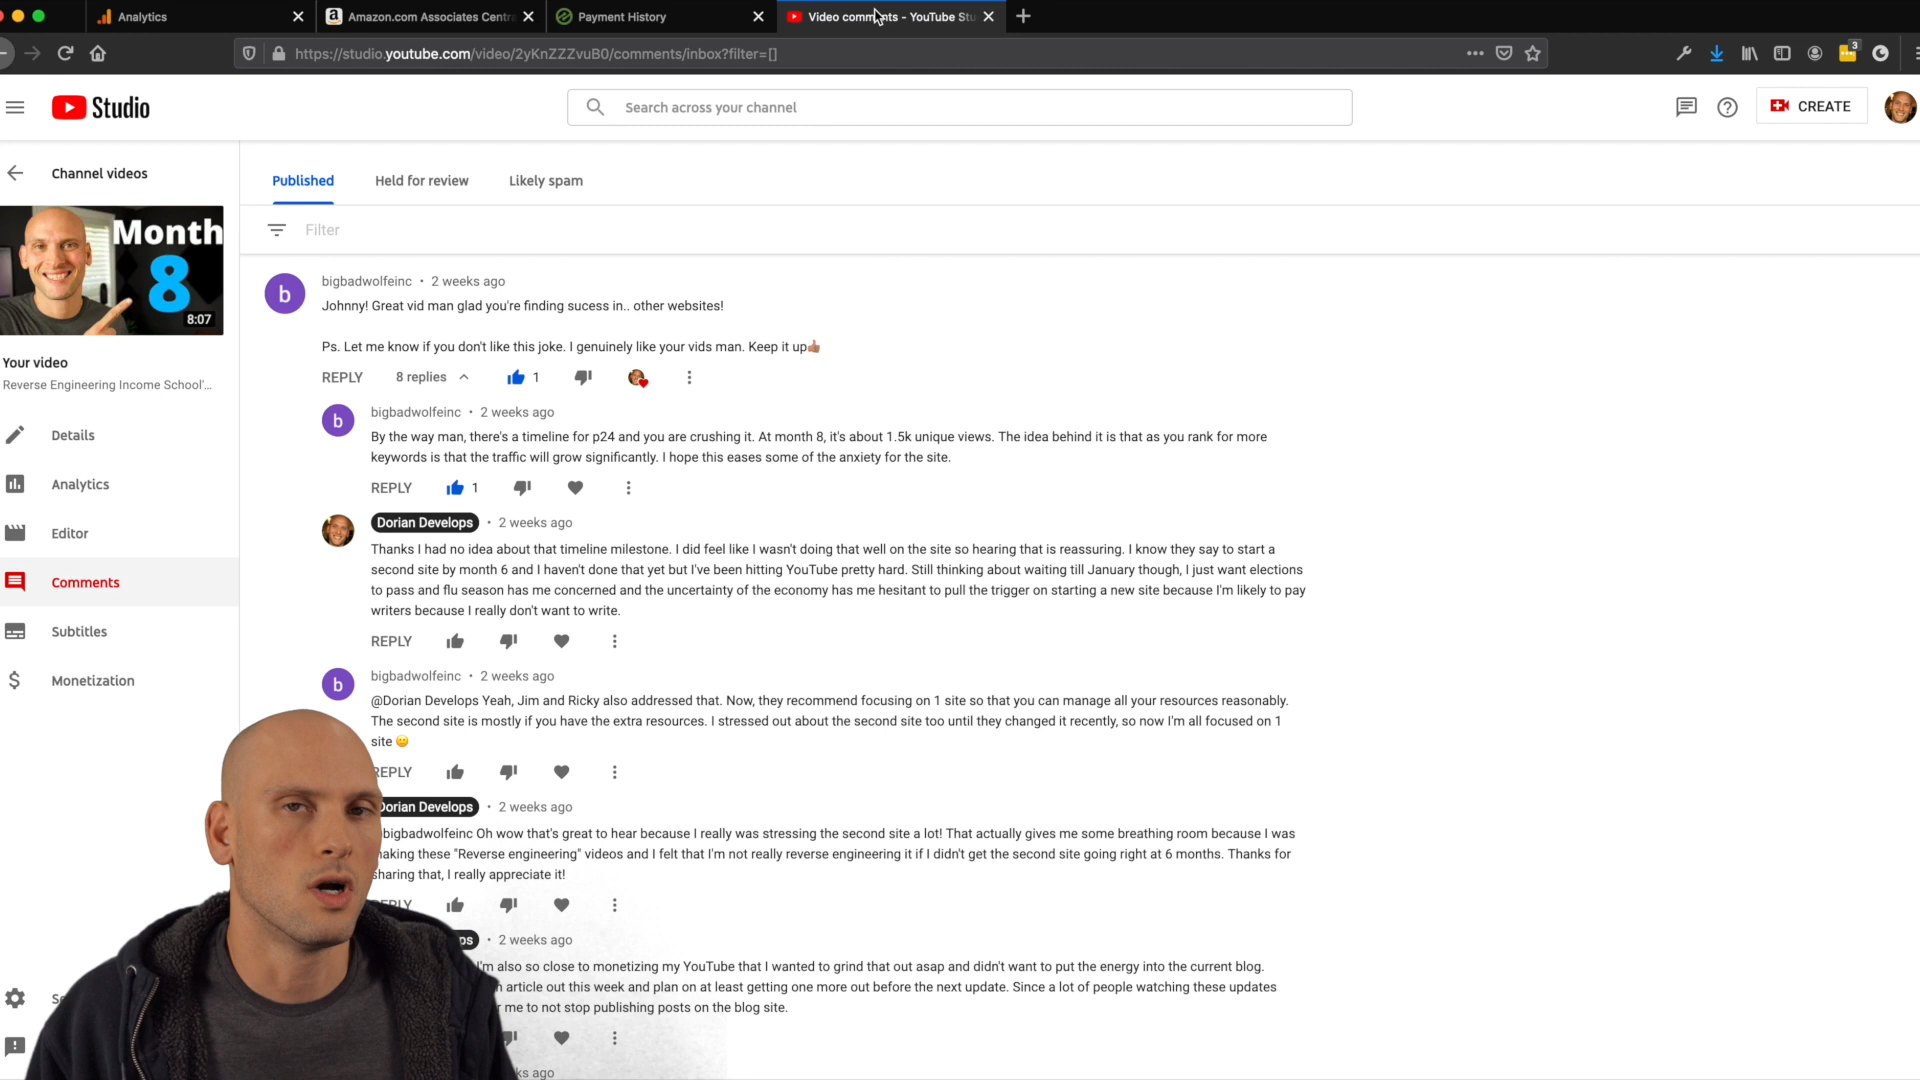 Analytics
Amazon.com Associates Centr
Payment History
Video comments - YouTube Stu
https://studio.youtube.com/video/2yKnZZZvuB0/comments/inbox?filter=[]
3
Studio
Search across your channel
CREATE
Channel videos
Published
Held for review
Likely spam
Month
8
8:07
Filter
Your video
Reverse Engineering Income School'...
Details
Analytics
Editor
Comments
Subtitles
Monetization
b
bigbadwolfeinc • 2 weeks ago
Johnny! Great vid man glad you're finding sucess in.. other websites!
Ps. Let me know if you don't like this joke. I genuinely like your vids man. Keep it up👍🏽
REPLY 8 replies 1
b
bigbadwolfeinc • 2 weeks ago
By the way man, there's a timeline for p24 and you are crushing it. At month 8, it's about 1.5k unique views. The idea behind it is that as you rank for more
keywords is that the traffic will grow significantly. I hope this eases some of the anxiety for the site.
REPLY 1
Dorian Develops • 2 weeks ago
Thanks I had no idea about that timeline milestone. I did feel like I wasn't doing that well on the site so hearing that is reassuring. I know they say to start a
second site by month 6 and I haven't done that yet but I've been hitting YouTube pretty hard. Still thinking about waiting till January though, I just want elections
to pass and flu season has me concerned and the uncertainty of the economy has me hesitant to pull the trigger on starting a new site because I'm likely to pay
writers because I really don't want to write.
REPLY
b
bigbadwolfeinc • 2 weeks ago
@Dorian Develops Yeah, Jim and Ricky also addressed that. Now, they recommend focusing on 1 site so that you can manage all your resources reasonably.
The second site is mostly if you have the extra resources. I stressed out about the second site too until they changed it recently, so now I'm all focused on 1
site 🙂
REPLY
Dorian Develops • 2 weeks ago
bigbadwolfeinc Oh wow that's great to hear because I really was stressing the second site a lot! That actually gives me some breathing room because I was
making these "Reverse engineering" videos and I felt that I'm not really reverse engineering it if I didn't get the second site going right at 6 months. Thanks for
sharing that, I really appreciate it!
REPLY
ps • 2 weeks ago
I'm also so close to monetizing my YouTube that I wanted to grind that out asap and didn't want to put the energy into the current blog.
article out this week and plan on at least getting one more out before the next update. Since a lot of people watching these updates
me to not stop publishing posts on the blog site.
ks ago